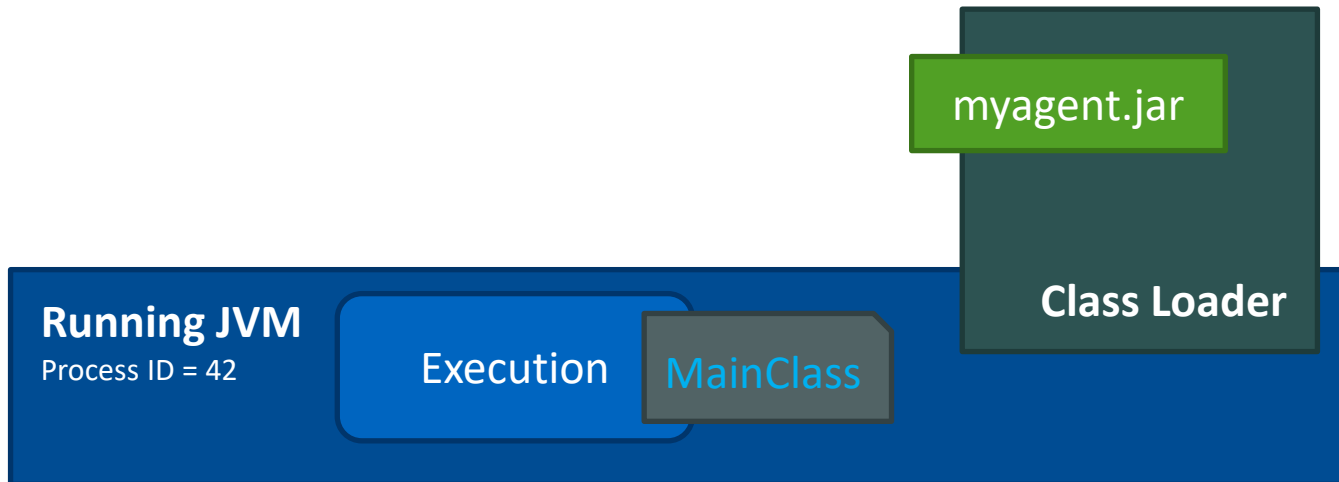 myagent.jar
Class Loader
Running JVM
Process ID = 42
Execution
MainClass